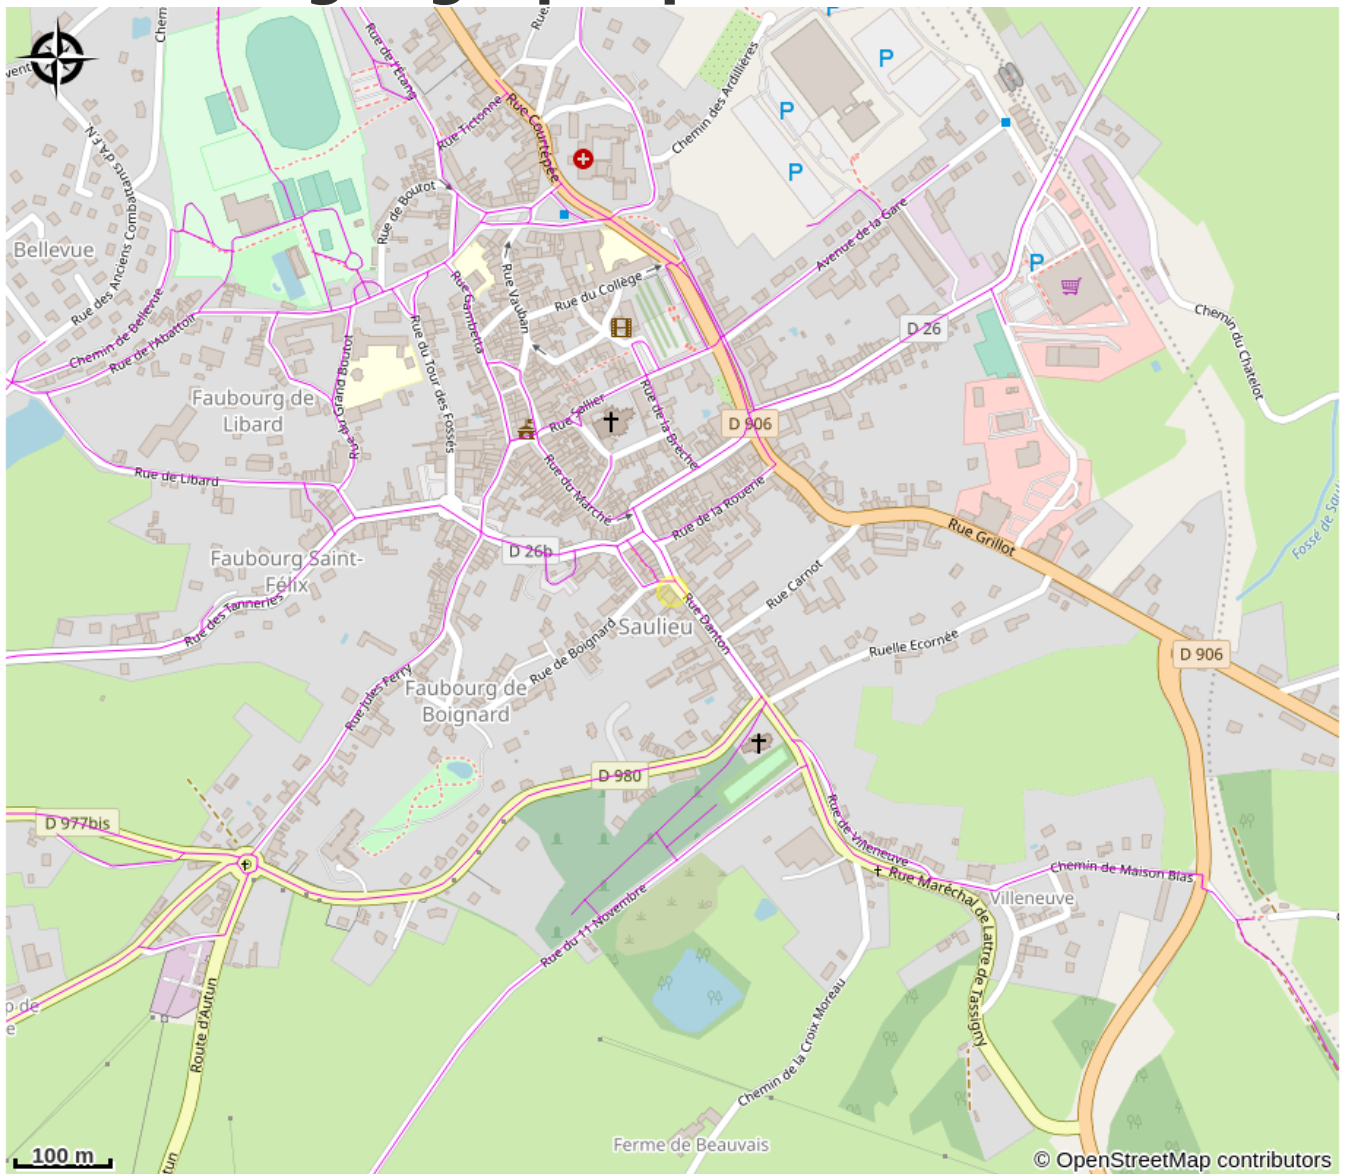 Rue de l'Étang
Rue Tictonne
Rue Courtépée
Chemin des Ardillières
P
P
P
P
Rue des Anciens Combattants d'A.F.N.
Bellevue
Rue de Boutot
Rue Vauban
Rue du Collège
Rue Gambetta
Avenue de la Gare
D 26
Chemin du Chatelot
Chemin de Bellevue
Rue de l'Abattoir
Rue du Grand Boutot
Rue du Tour des Fossés
Faubourg de
Libard
Rue Sallier
Rue de la Brèche
D 906
Rue de Libard
Rue du Marché
Rue de la Rouerie
Rue Grillot
D 26b
Faubourg Saint-
Félix
Rue des Tanneries
Rue Carnot
Rue Danton
Saulieu
Rue de Boignard
Ruelle Ecornée
D 906
Rue Jules Ferry
Faubourg de
Boignard
D 980
D 977bis
Rue de Villeneuve
Chemin de Maison Blas
Rue Maréchal de Lattre de Tassigny
Villeneuve
Rue du 11 Novembre
Route d'Autun
Chemin de la Croix Moreau
Ferme de Beauvais
100 m
© OpenStreetMap contributors